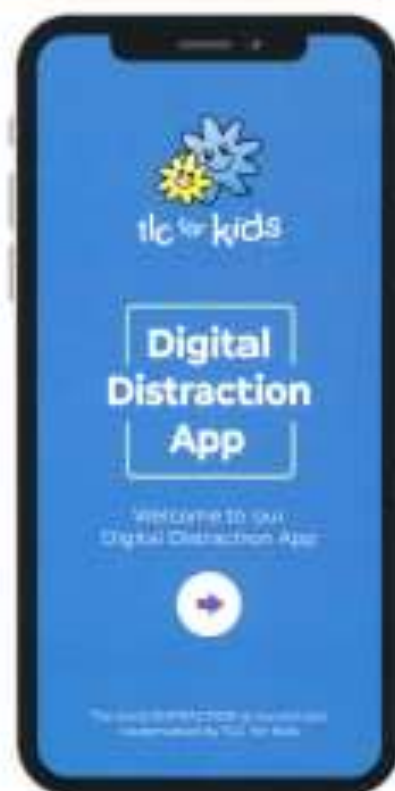 tlc for kids
Digital
Distraction
App
Welcome to our
Digital Distraction App